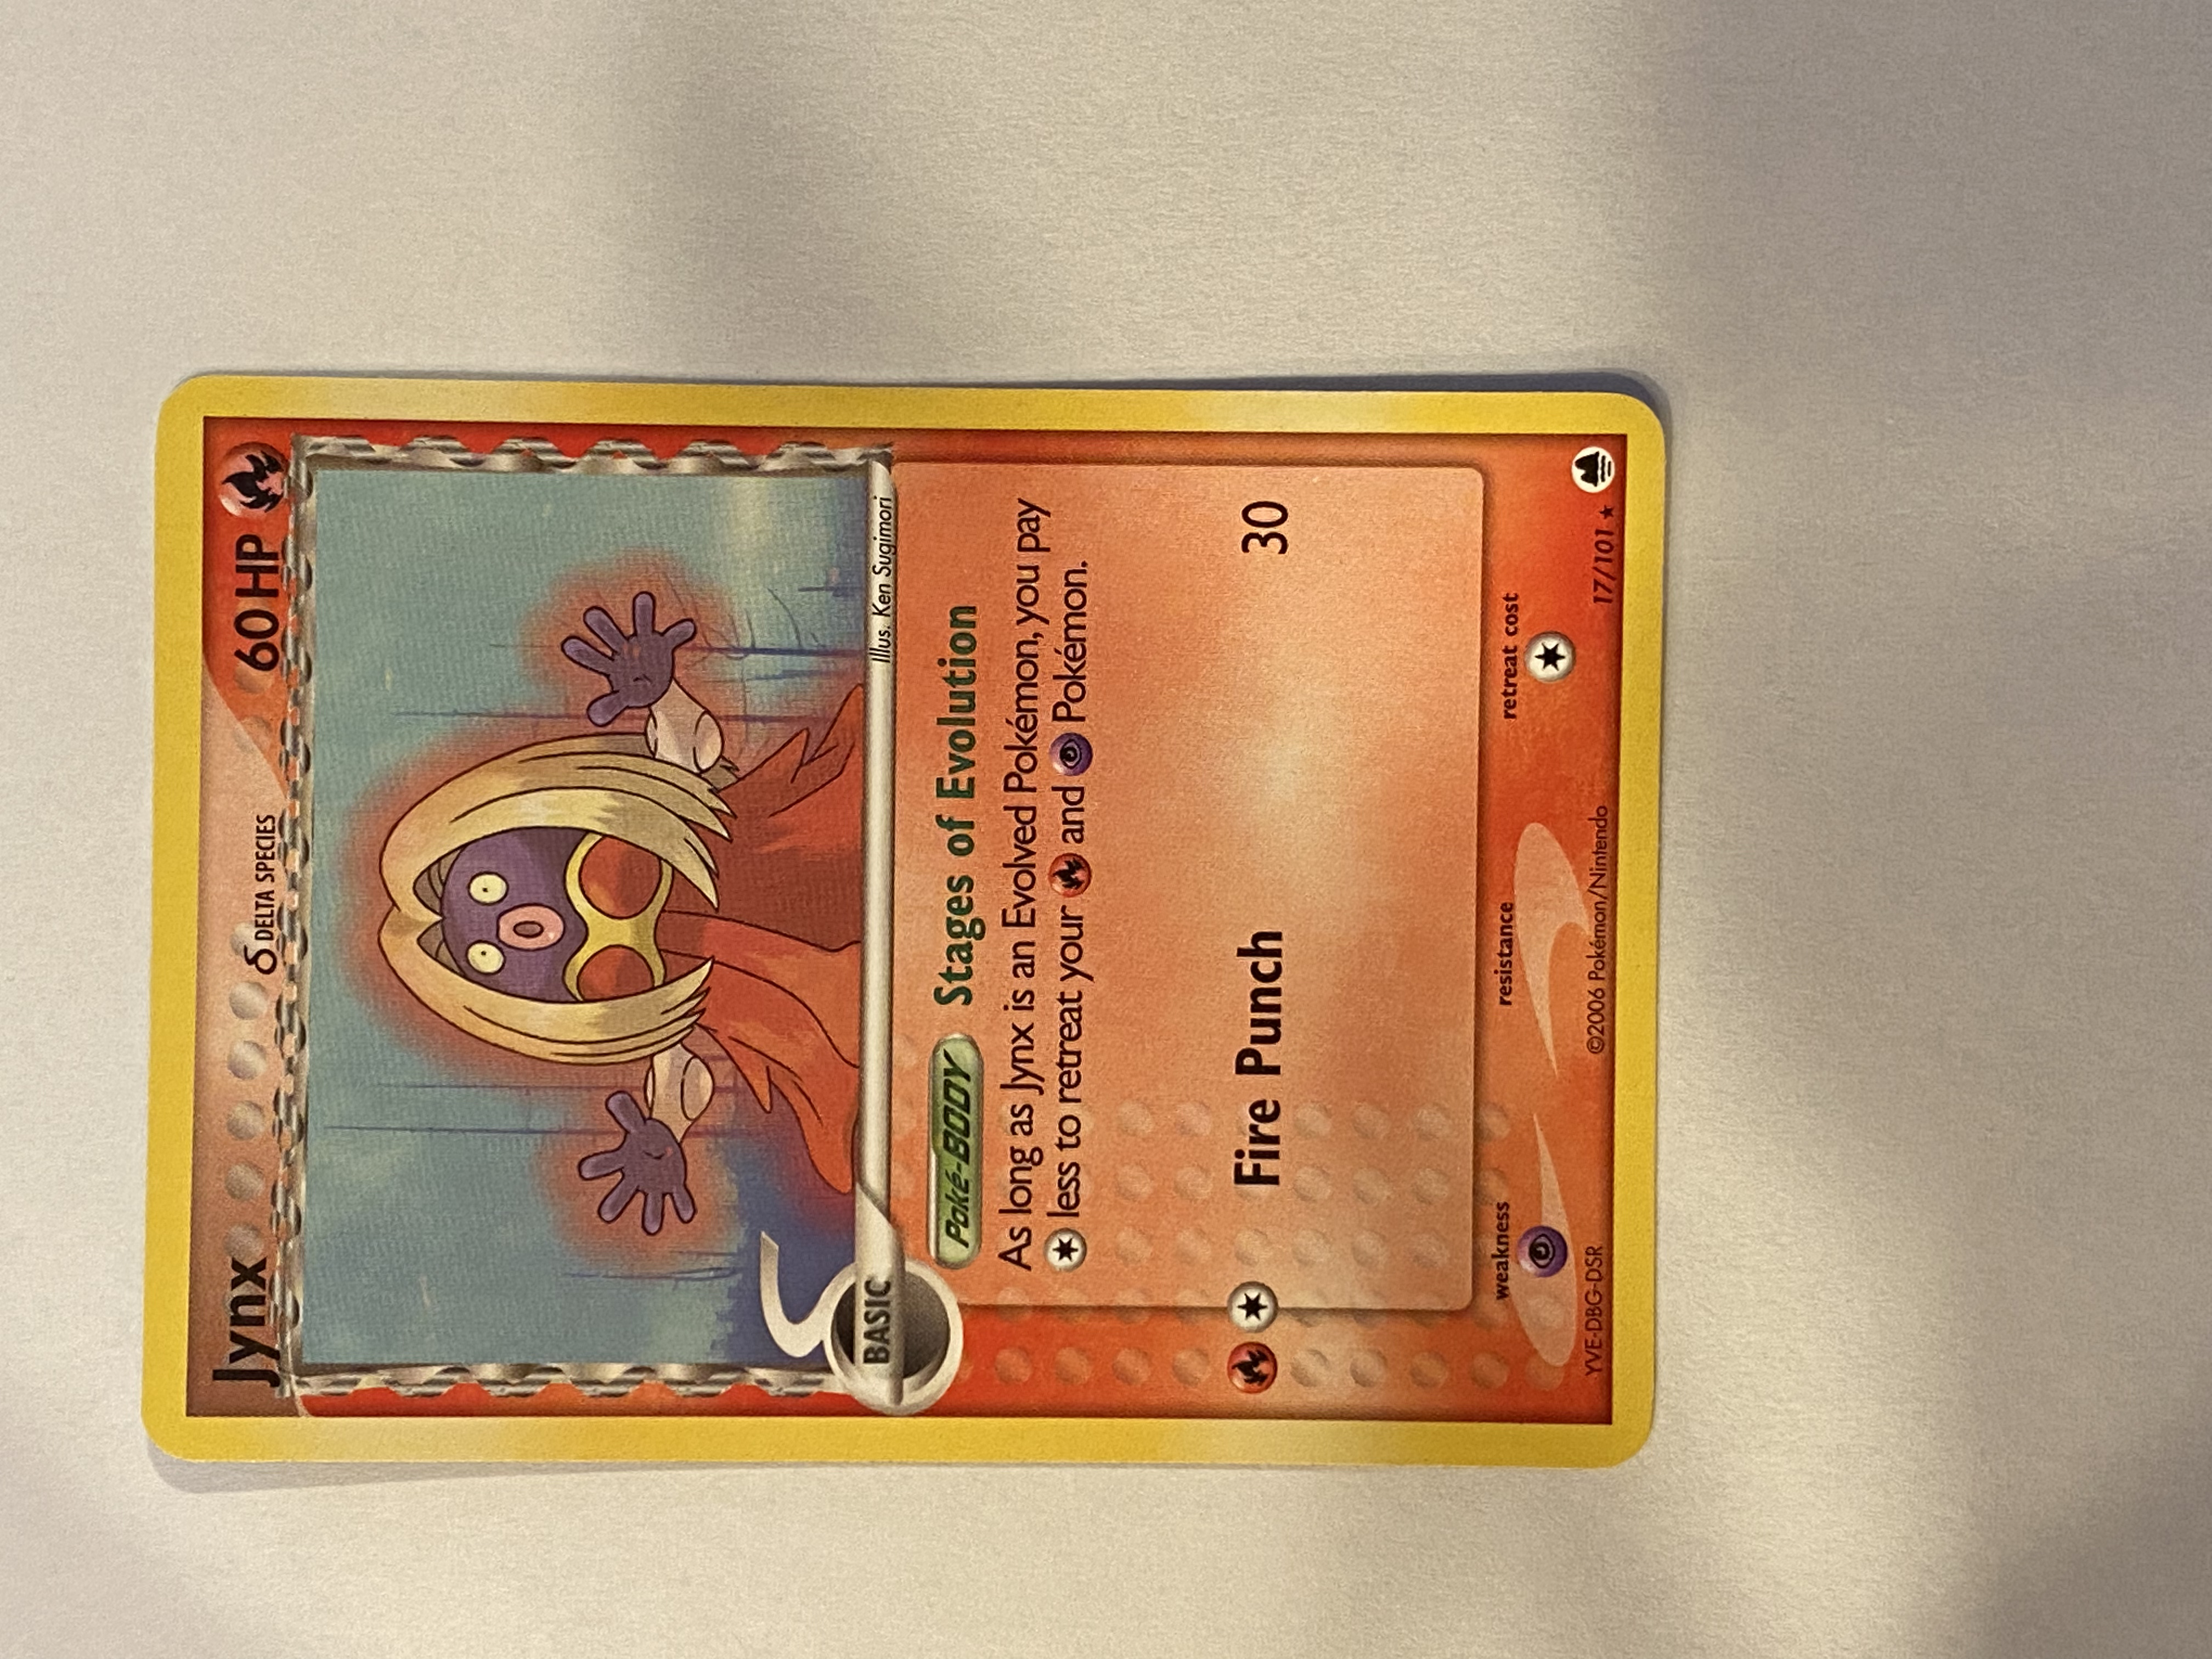 Jynx δ DELTA SPECIES 60 HP
BASIC
Illus. Ken Sugimori
Poké-BODY Stages of Evolution
As long as Jynx is an Evolved Pokémon, you pay
less to retreat your and Pokémon.
Fire Punch 30
weakness resistance retreat cost
YVE-DBG-DSR ©2006 Pokémon/Nintendo 17/101 ★